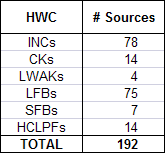 HWC # Sources
INCs 78
CKs 14
LWAKs 4
LFBs 75
SFBs 7
HCLPFs 14
TOTAL 192